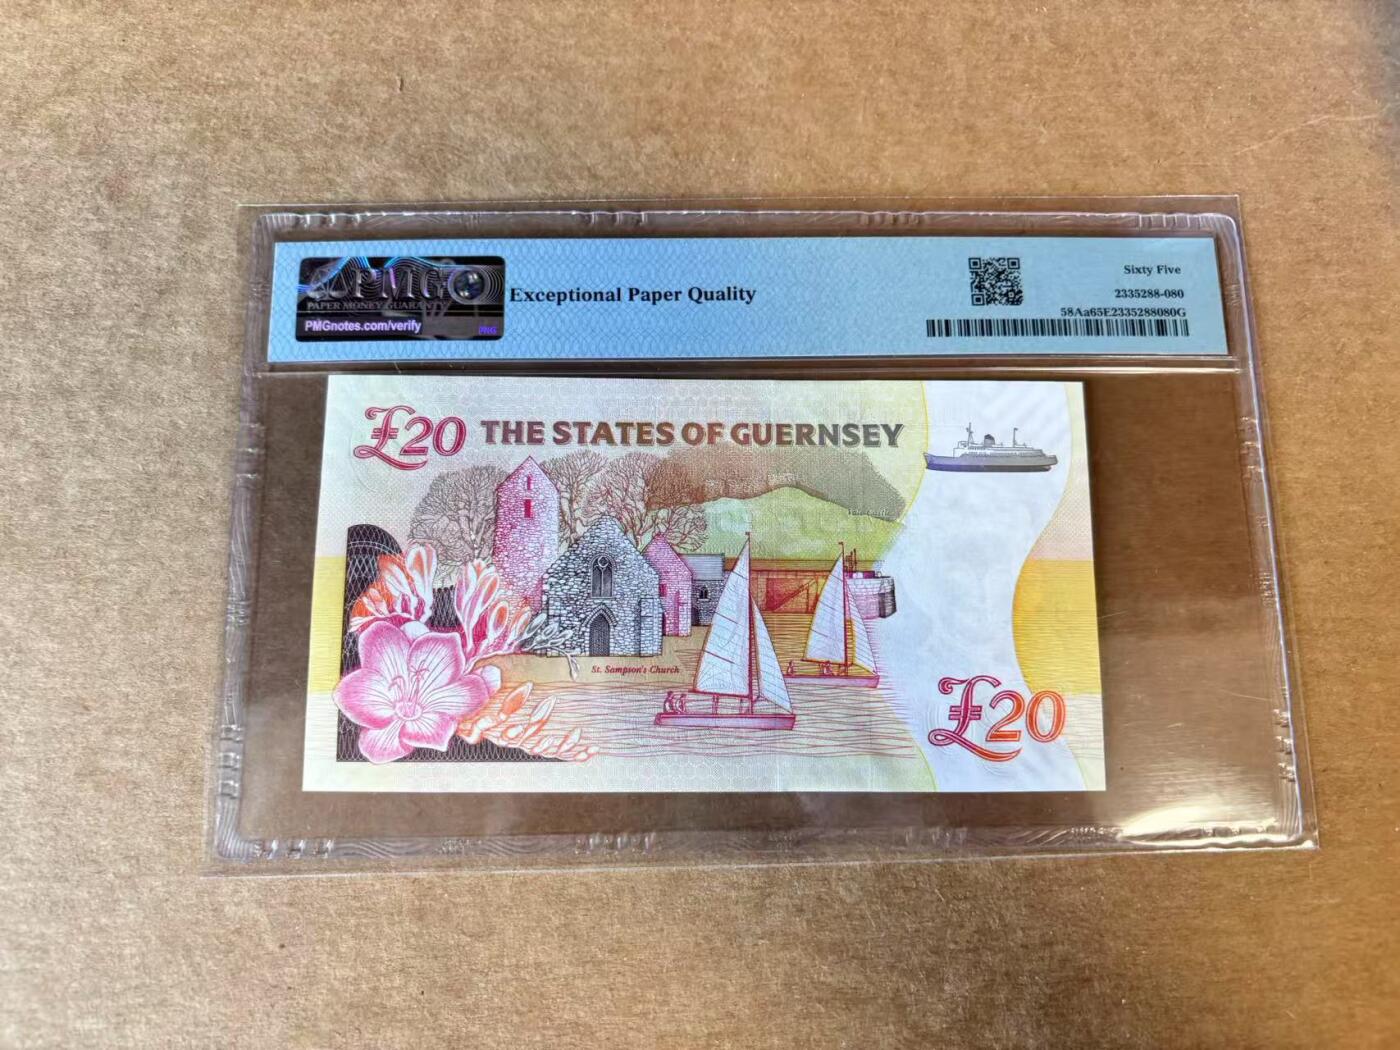 PMG
PAPER MONEY GUARANTY
PMGnotes.com/verify
PMG
Exceptional Paper Quality
Sixty Five
2335288-080
58Aa65E2335288080G
£20 THE STATES OF GUERNSEY
St. Sampson's Church
£20